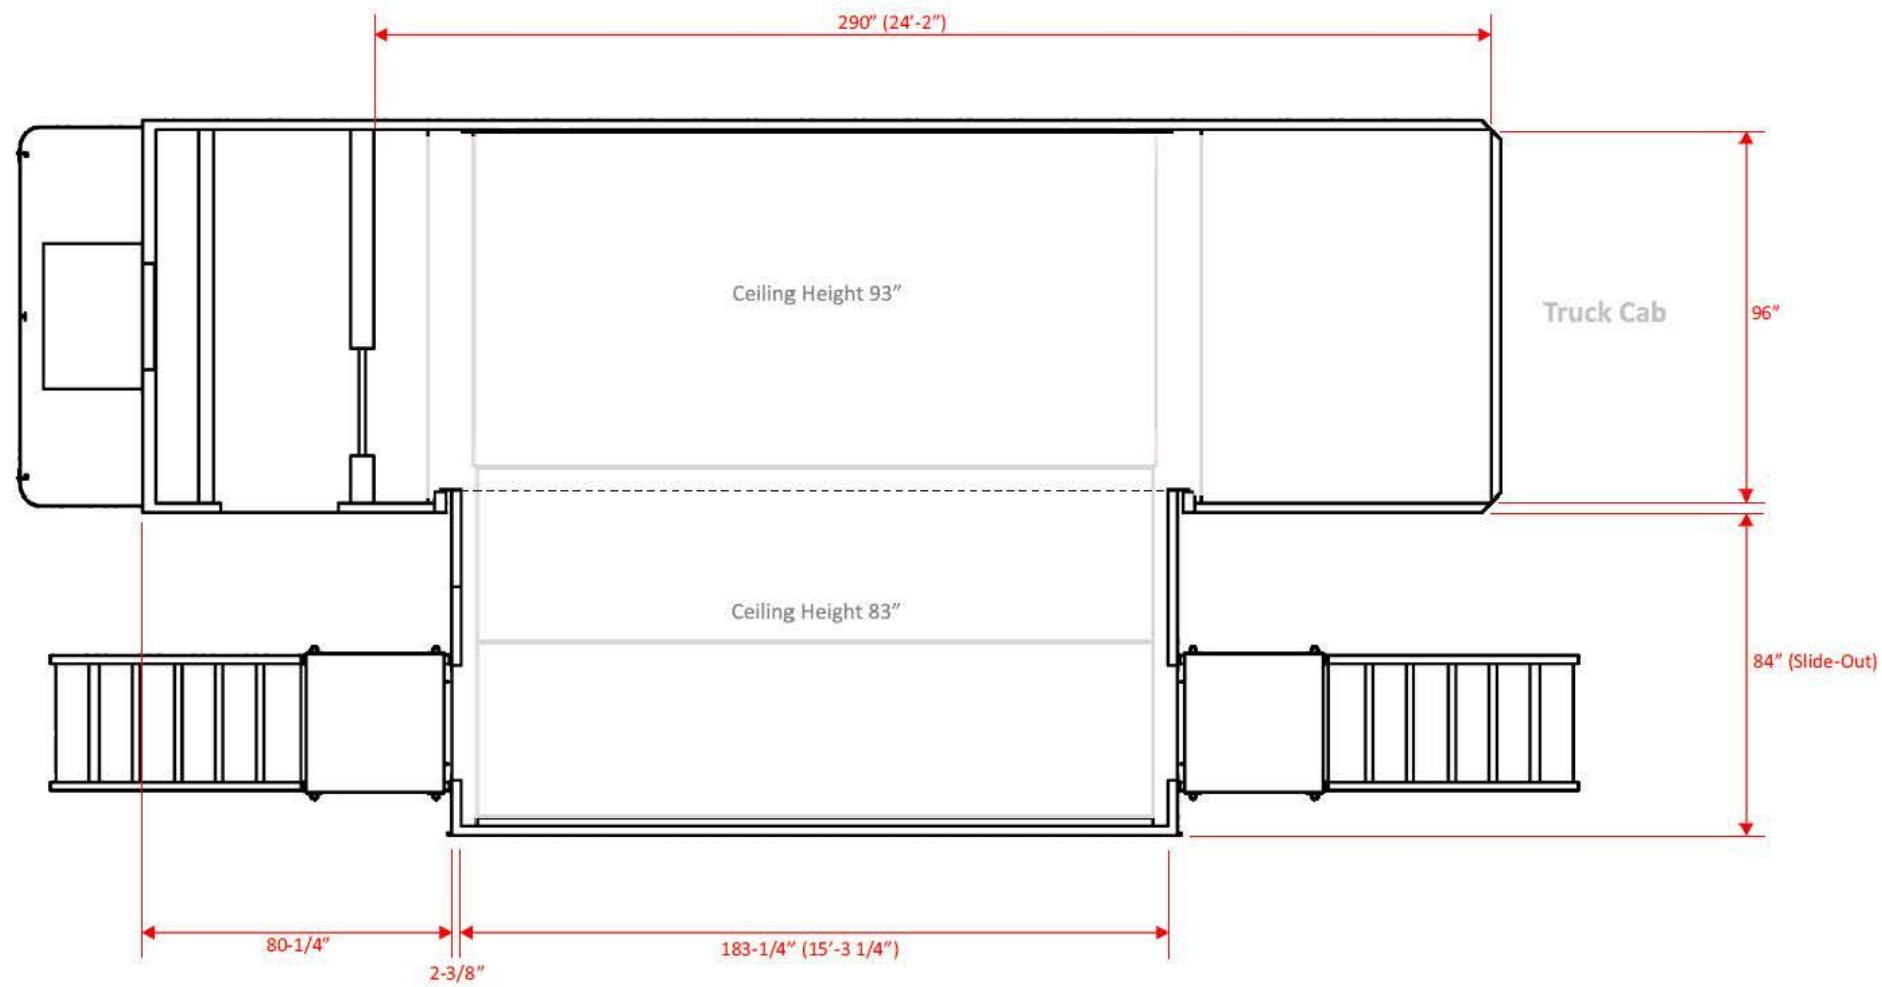 290” (24’-2”)
Ceiling Height 93”
Truck Cab
96”
Ceiling Height 83”
84” (Slide-Out)
80-1/4”
183-1/4” (15’-3 1/4”)
2-3/8”